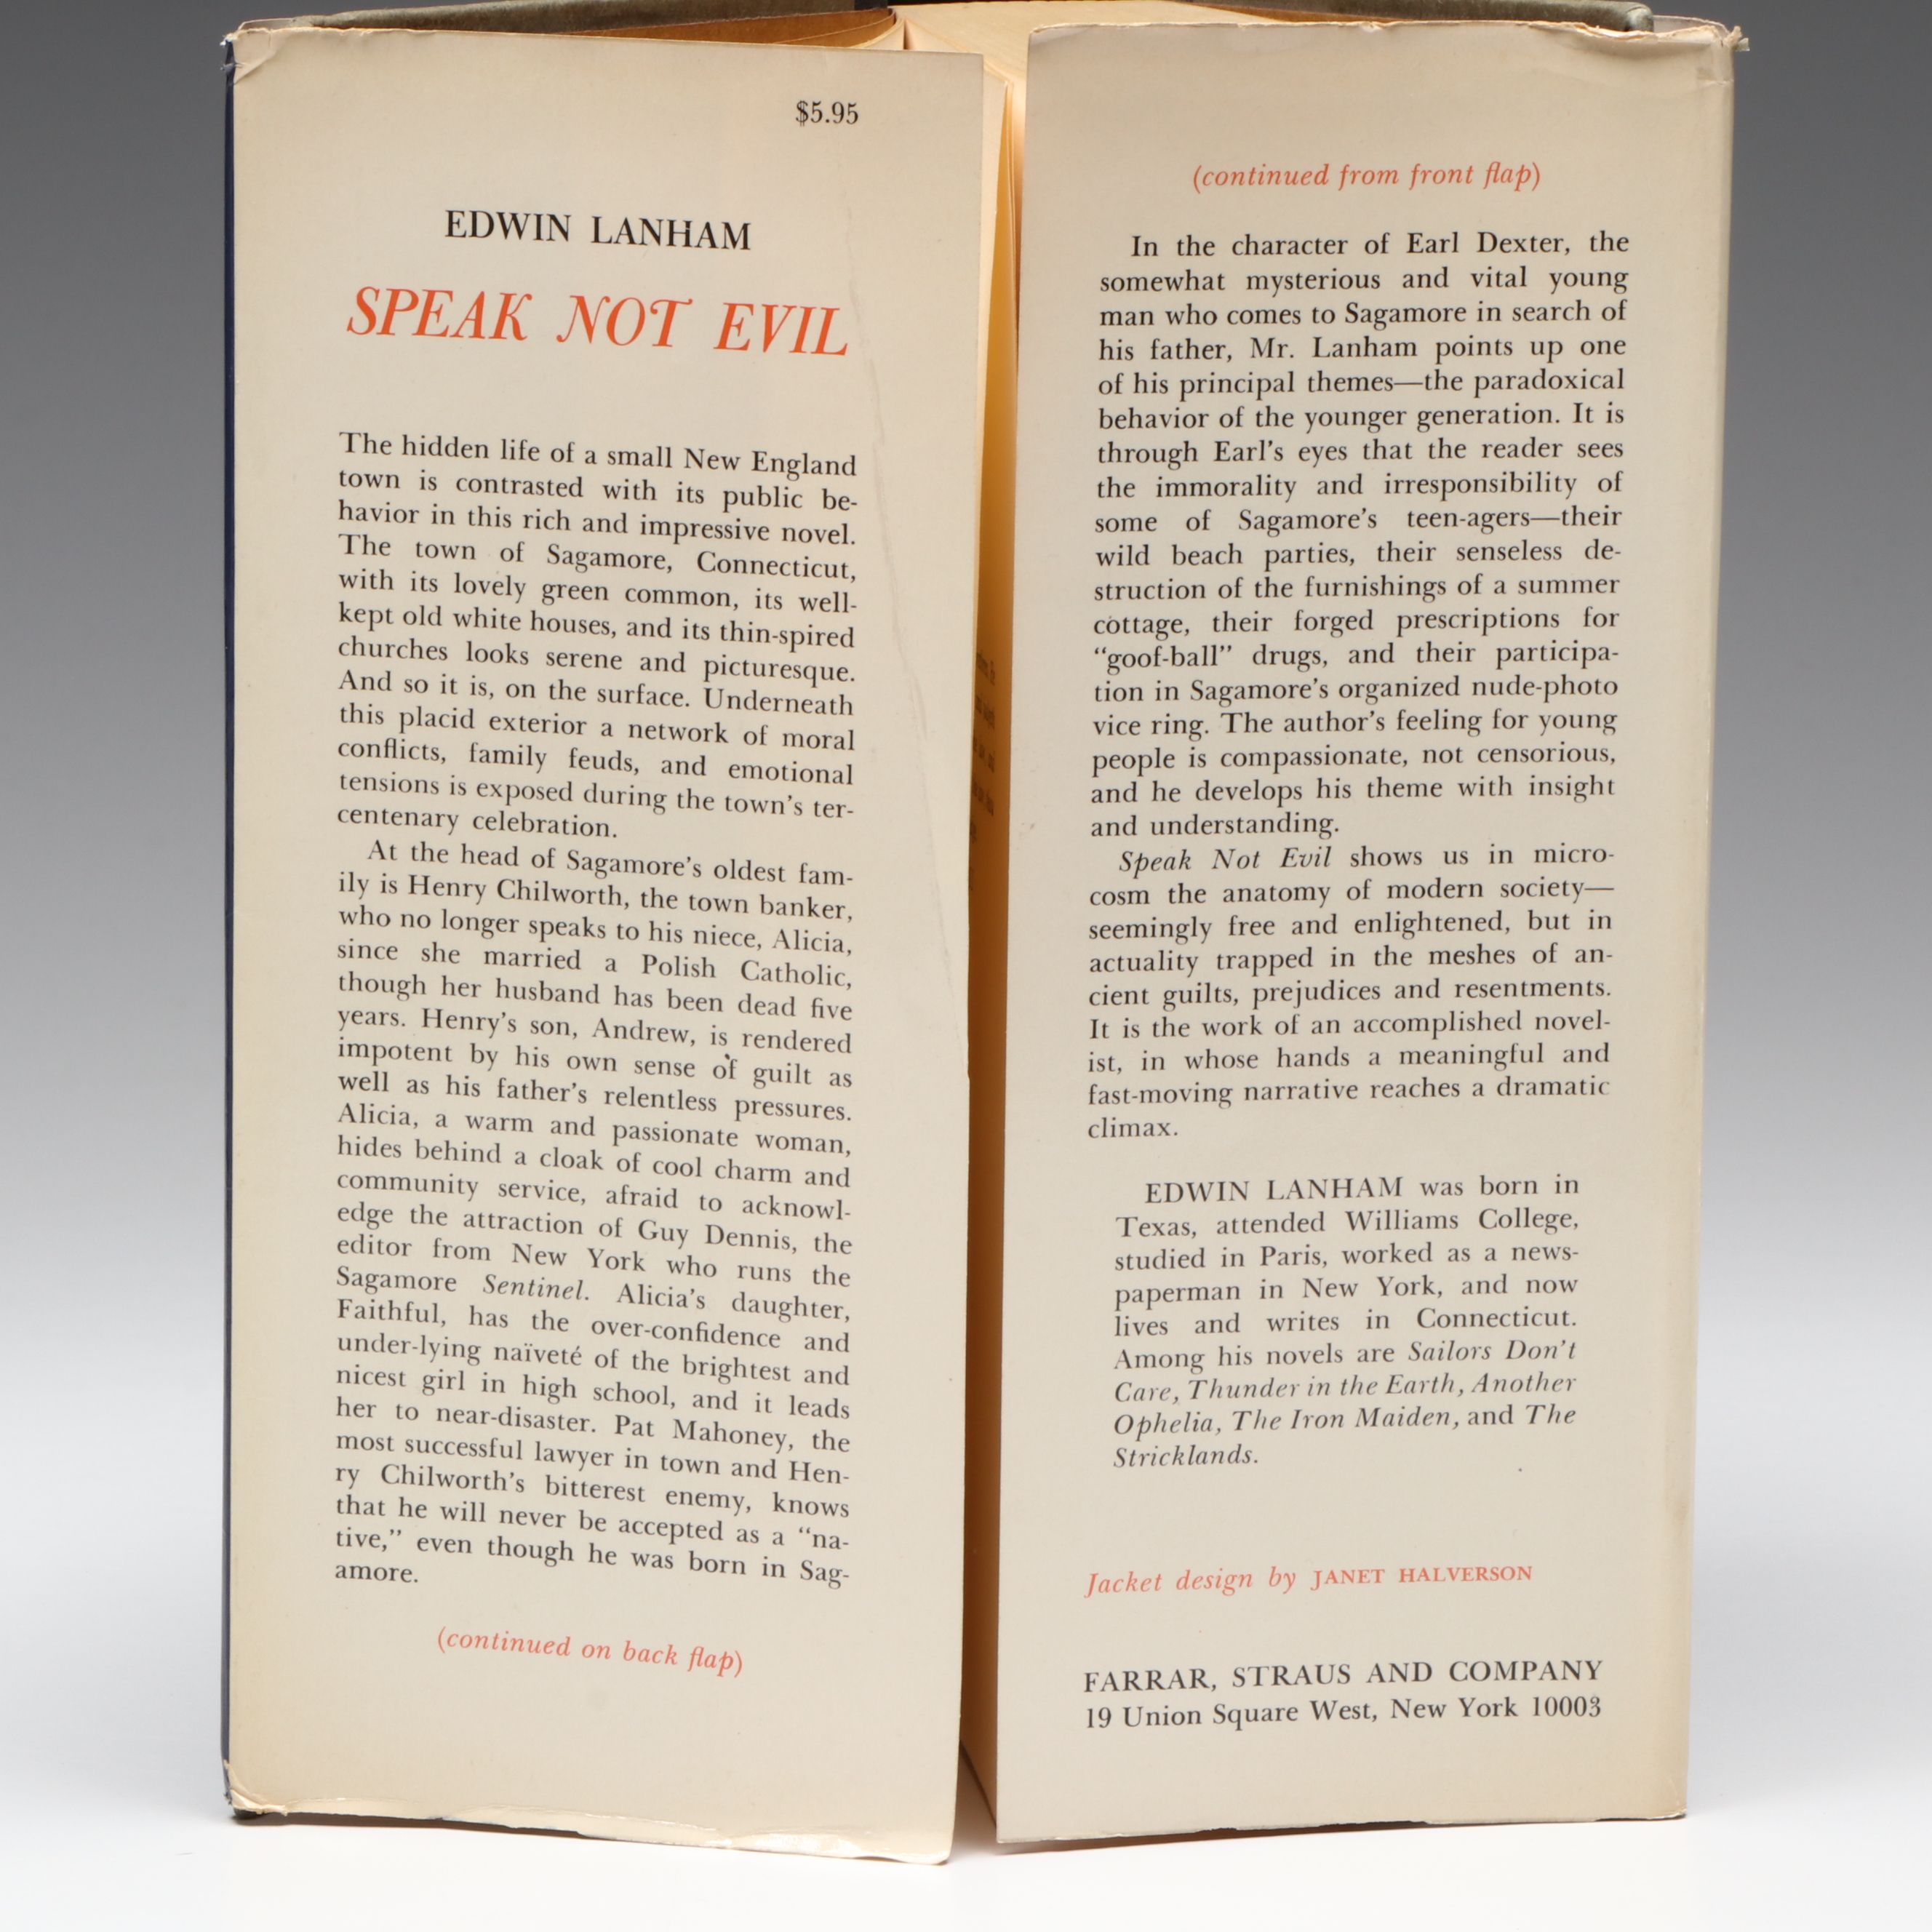 $5.95
EDWIN LANHAM
SPEAK NOT EVIL
The hidden life of a small New England
town is contrasted with its public be-
havior in this rich and impressive novel.
The town of Sagamore, Connecticut,
with its lovely green common, its well-
kept old white houses, and its thin-spired
churches looks serene and picturesque.
And so it is, on the surface. Underneath
this placid exterior a network of moral
conflicts, family feuds, and emotional
tensions is exposed during the town's ter-
centenary celebration.
At the head of Sagamore's oldest fam-
ily is Henry Chilworth, the town banker,
who no longer speaks to his niece, Alicia,
since she married a Polish Catholic,
though her husband has been dead five
years. Henry's son, Andrew, is rendered
impotent by his own sense of guilt as
well as his father's relentless pressures.
Alicia, a warm and passionate woman,
hides behind a cloak of cool charm and
community service, afraid to acknowl-
edge the attraction of Guy Dennis, the
editor from New York who runs the
Sagamore Sentinel. Alicia's daughter,
Faithful, has the over-confidence and
under-lying naïveté of the brightest and
nicest girl in high school, and it leads
her to near-disaster. Pat Mahoney, the
most successful lawyer in town and Hen-
ry Chilworth's bitterest enemy, knows
that he will never be accepted as a “na-
tive,” even though he was born in Sag-
amore.
(continued on back flap)
(continued from front flap)
In the character of Earl Dexter, the
somewhat mysterious and vital young
man who comes to Sagamore in search of
his father, Mr. Lanham points up one
of his principal themes—the paradoxical
behavior of the younger generation. It is
through Earl's eyes that the reader sees
the immorality and irresponsibility of
some of Sagamore's teen-agers—their
wild beach parties, their senseless de-
struction of the furnishings of a summer
cottage, their forged prescriptions for
“goof-ball” drugs, and their participa-
tion in Sagamore's organized nude-photo
vice ring. The author's feeling for young
people is compassionate, not censorious,
and he develops his theme with insight
and understanding.
Speak Not Evil shows us in micro-
cosm the anatomy of modern society—
seemingly free and enlightened, but in
actuality trapped in the meshes of an-
cient guilts, prejudices and resentments.
It is the work of an accomplished novel-
ist, in whose hands a meaningful and
fast-moving narrative reaches a dramatic
climax.
EDWIN LANHAM was born in
Texas, attended Williams College,
studied in Paris, worked as a news-
paperman in New York, and now
lives and writes in Connecticut.
Among his novels are Sailors Don't
Care, Thunder in the Earth, Another
Ophelia, The Iron Maiden, and The
Stricklands.
Jacket design by JANET HALVERSON
FARRAR, STRAUS AND COMPANY
19 Union Square West, New York 10003